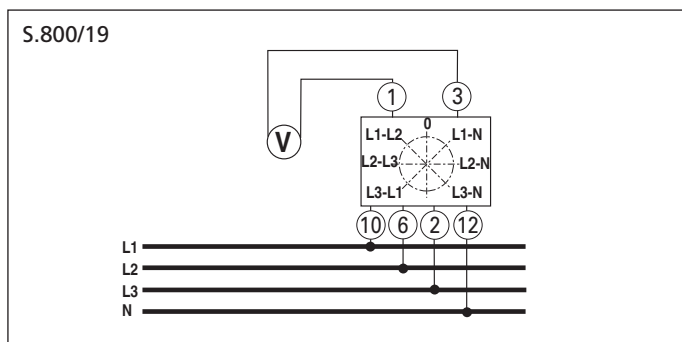 S.800/19
1 3
V
0
L1-L2 L1-N
L2-L3 L2-N
L3-L1 L3-N
10 6 2 12
L1
L2
L3
N